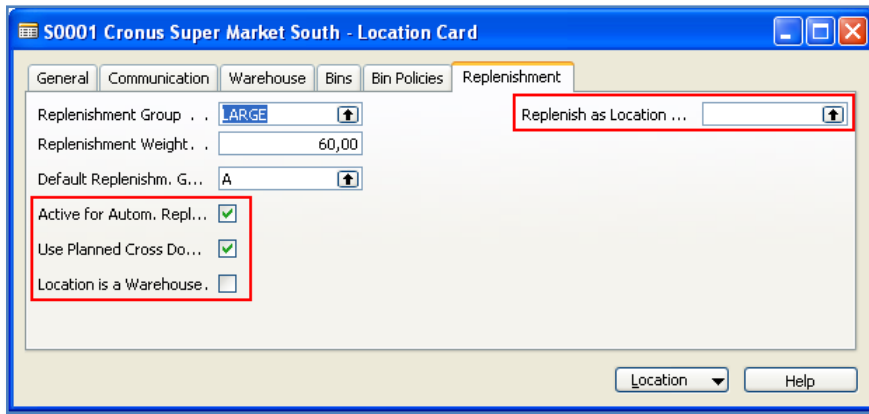 S0001 Cronus Super Market South - Location Card
General Communication Warehouse Bins Bin Policies Replenishment
Replenishment Group . . LARGE Replenish as Location ...
Replenishment Weight. . 60,00
Default Replenishm. G... A
Active for Autom. Repl...
Use Planned Cross Do...
Location is a Warehouse.
Location Help